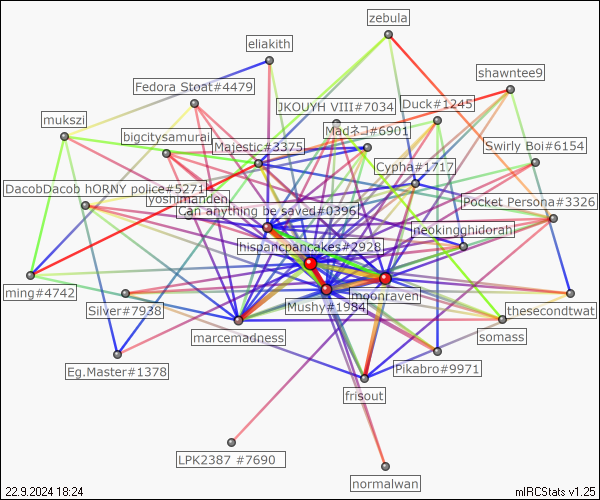 zebula
eliakith
shawntee9
Fedora Stoat#4479
JKOUYH VIII#7034
Duck#1245
mukszi
bigcitysamurai
Madネコ#6901
Majestic#3375
Swirly Boi#6154
Cypha#1717
DacobDacob hORNY police#5271
yoshimanden
Pocket Persona#3326
Can anything be saved#0396
neokingghidorah
hispancpancakes#2928
ming#4742
moonraven
Silver#7938
Mushy#1984
thesecondtwat
marcemadness
somass
Eg.Master#1378
Pikabro#9971
frisout
LPK2387 #7690
normalwan
22.9.2024 18:24
mIRCStats v1.25